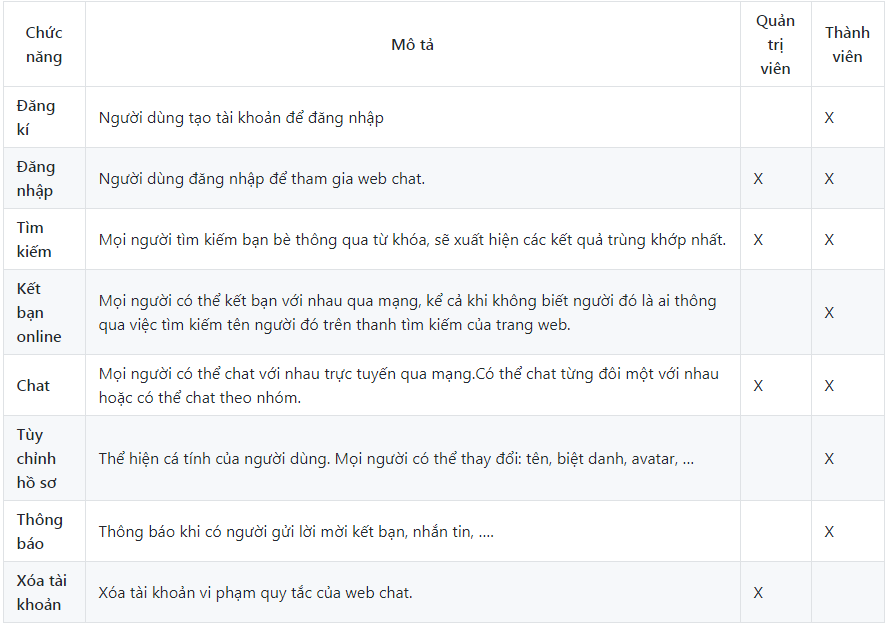 Chức
năng
Mô tả
Quản
trị
viên
Thành
viên
Đăng
kí
Người dùng tạo tài khoản để đăng nhập
X
Đăng
nhập
Người dùng đăng nhập để tham gia web chat.
X
X
Tìm
kiếm
Mọi người tìm kiếm bạn bè thông qua từ khóa, sẽ xuất hiện các kết quả trùng khớp nhất.
X
X
Kết
bạn
online
Mọi người có thể kết bạn với nhau qua mạng, kể cả khi không biết người đó là ai thông
qua việc tìm kiếm tên người đó trên thanh tìm kiếm của trang web.
X
Chat
Mọi người có thể chat với nhau trực tuyến qua mạng.Có thể chat từng đôi một với nhau
hoặc có thể chat theo nhóm.
X
X
Tùy
chỉnh
hồ sơ
Thể hiện cá tính của người dùng. Mọi người có thể thay đổi: tên, biệt danh, avatar, ...
X
Thông
báo
Thông báo khi có người gửi lời mời kết bạn, nhắn tin, ....
X
Xóa tài
khoản
Xóa tài khoản vi phạm quy tắc của web chat.
X